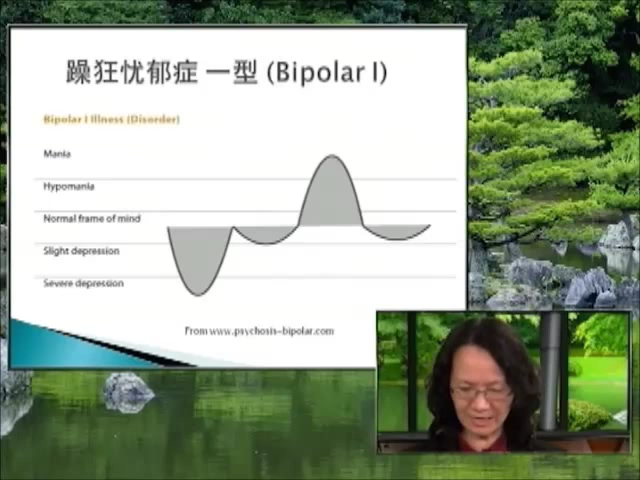 躁狂忧郁症 一型 (Bipolar I)
Bipolar I Illness (Disorder)
Mania
Hypomania
Normal frame of mind
Slight depression
Severe depression
From www.psychosis-bipolar.com